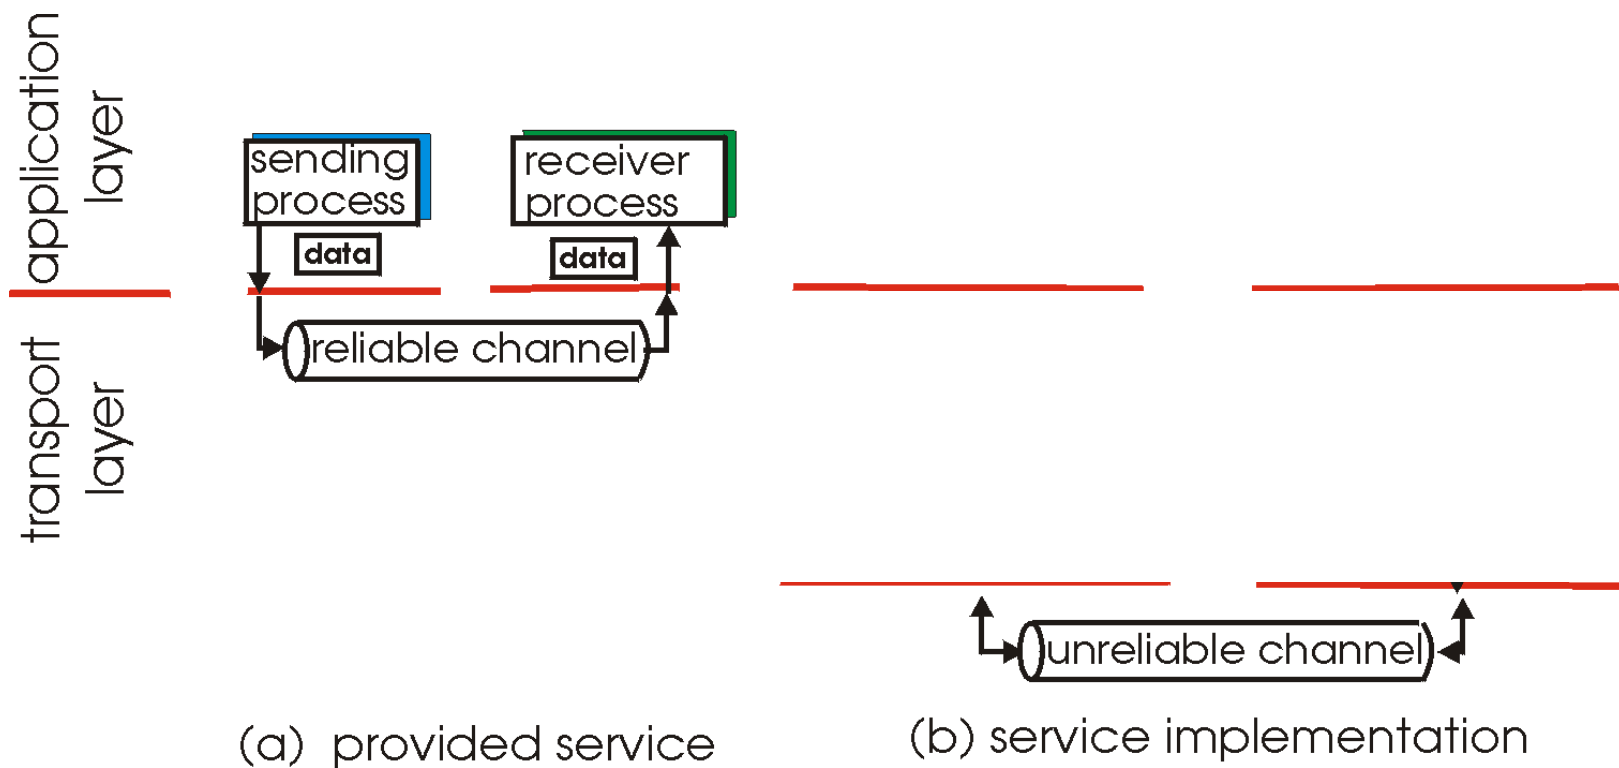 application
layer
transport
layer
sending
process
data
receiver
process
data
reliable channel
unreliable channel
(a) provided service
(b) service implementation